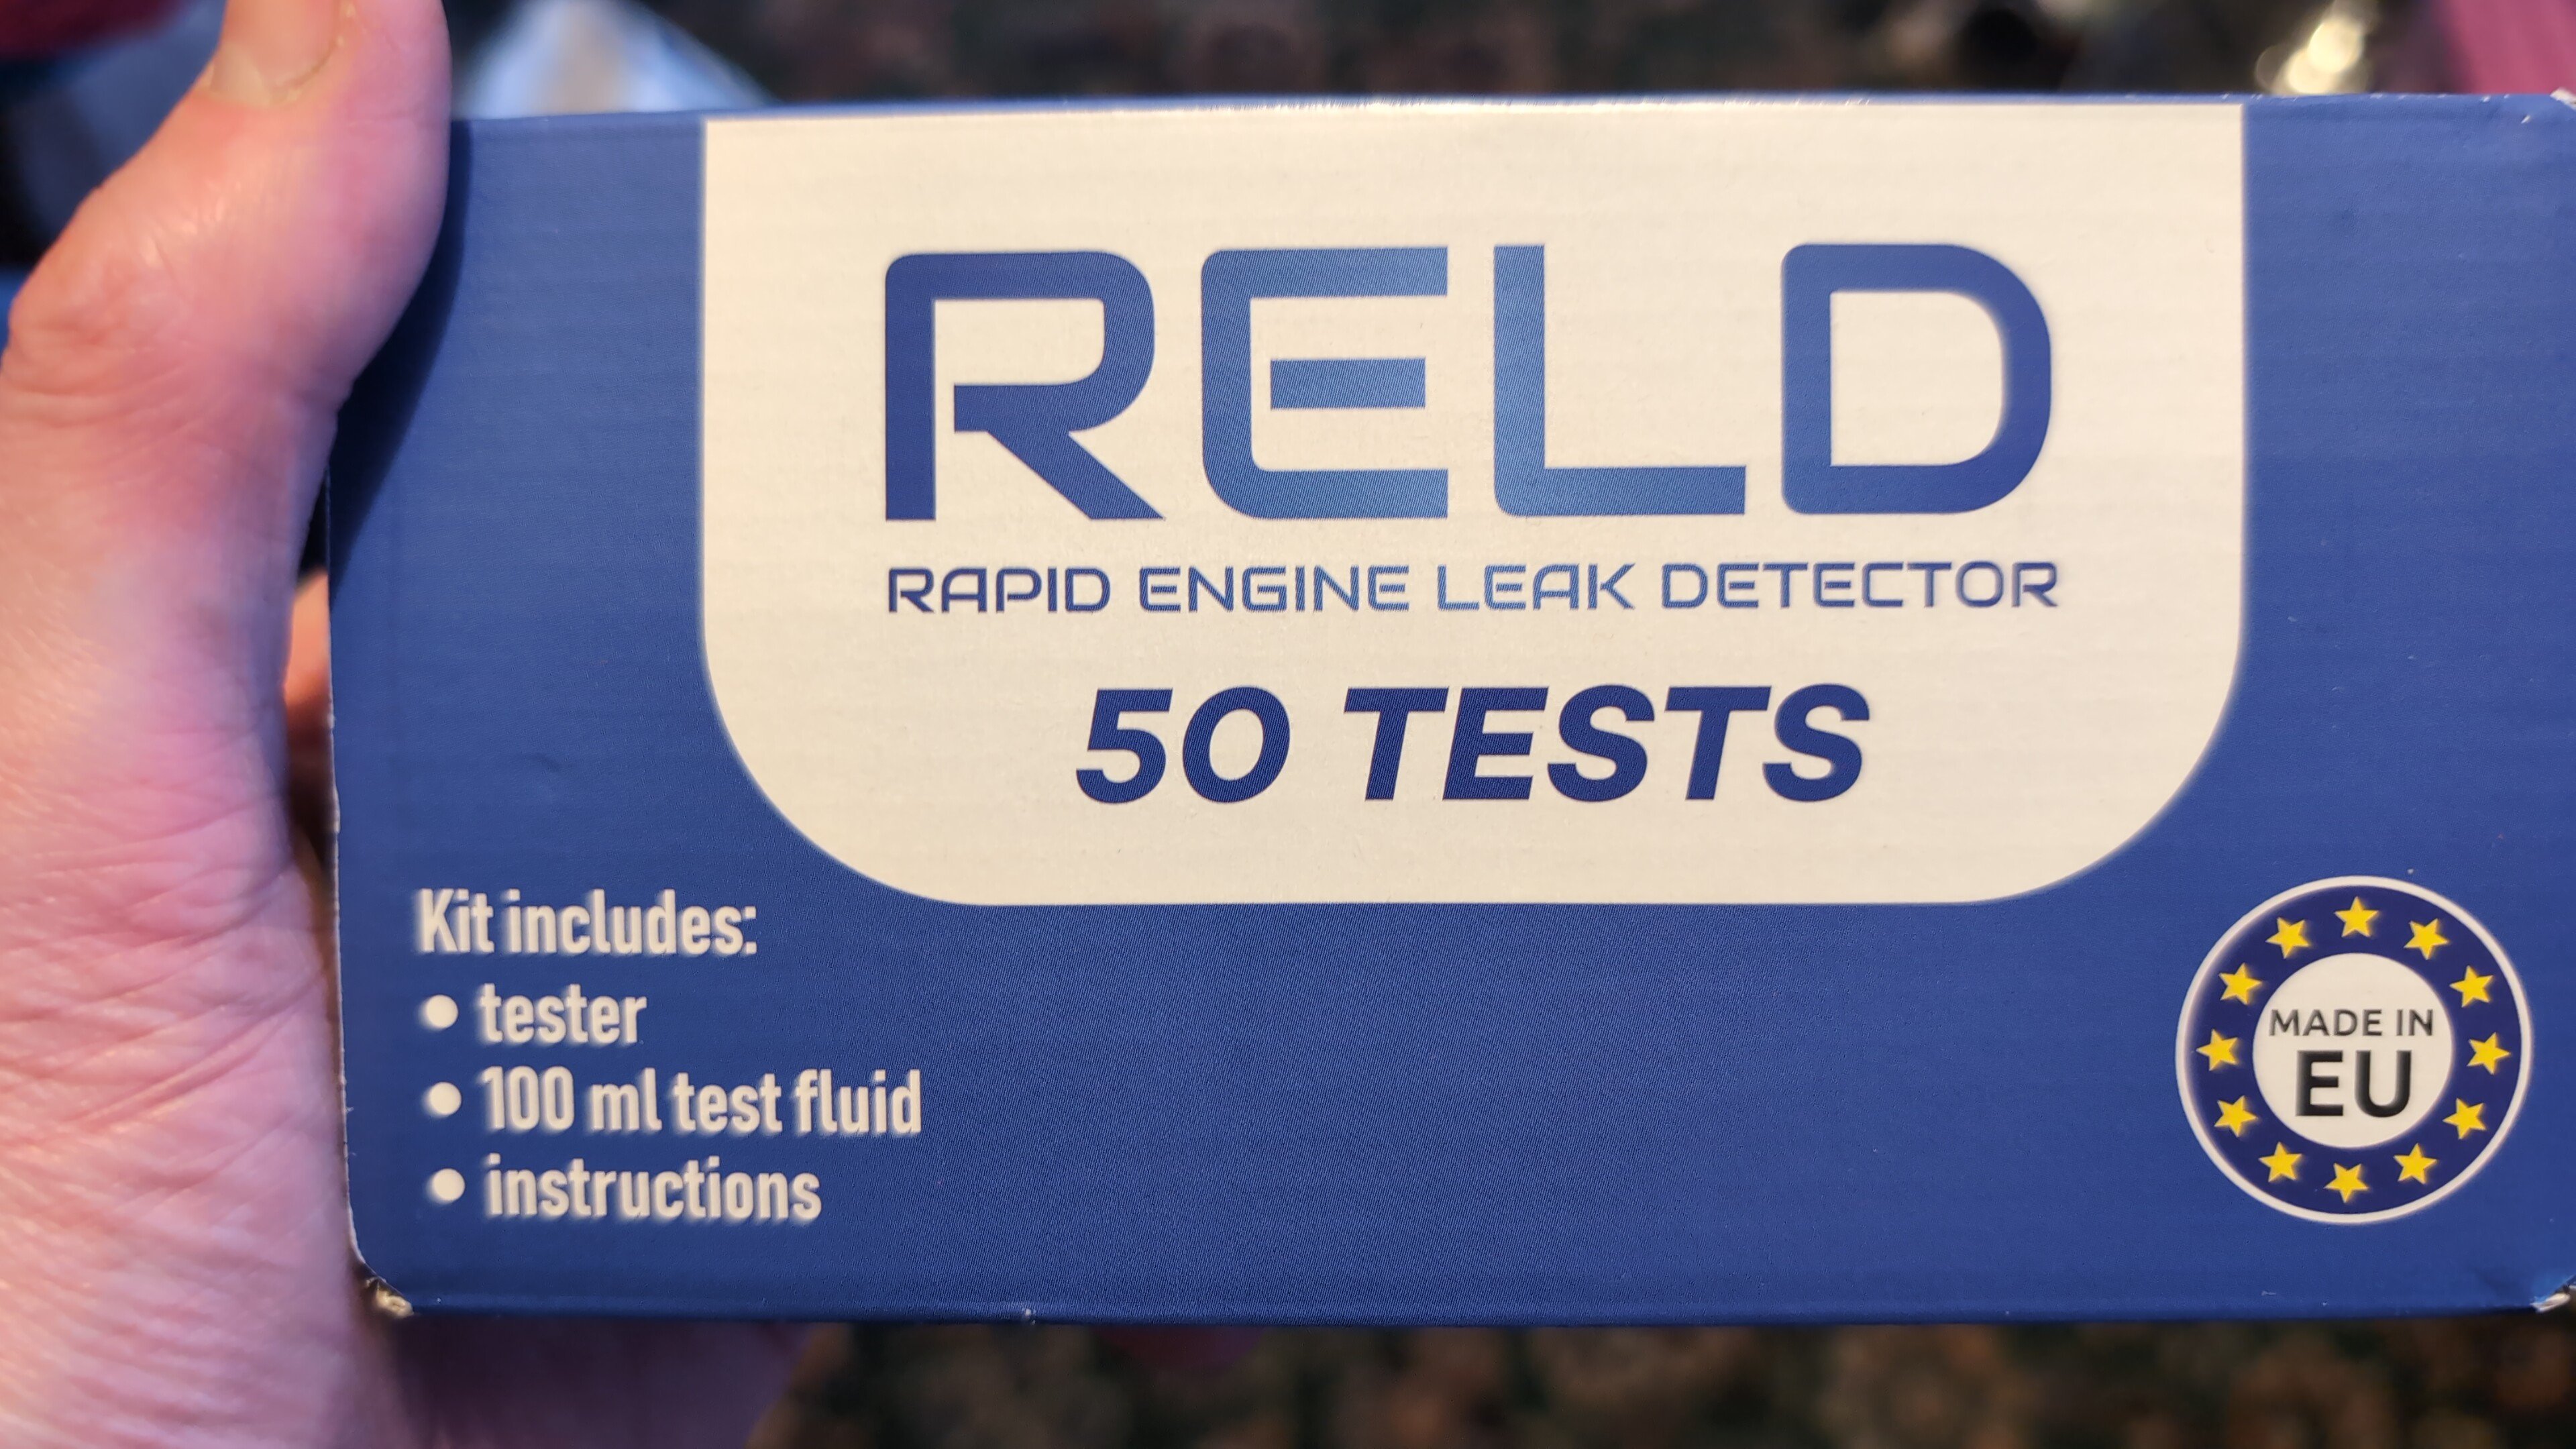 RELD
RAPID ENGINE LEAK DETECTOR
50 TESTS
Kit includes:
• tester
• 100 ml test fluid
• instructions
MADE IN
EU